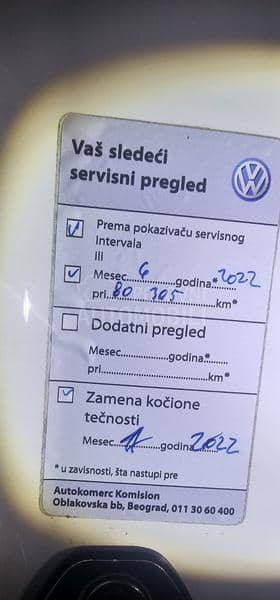 Vaš sledeći
servisni pregled
Prema pokazivaču servisnog
intervala
ili
Mesec 6 godina* 2022
pri 80 305 km*
Dodatni pregled
Mesec..................godina*........
pri...................................km*
Zamena kočione
tečnosti
Mesec godina 2022
* u zavisnosti, šta nastupi pre
Autokomerc Komision
Oblakovska bb, Beograd, 011 30 60 400